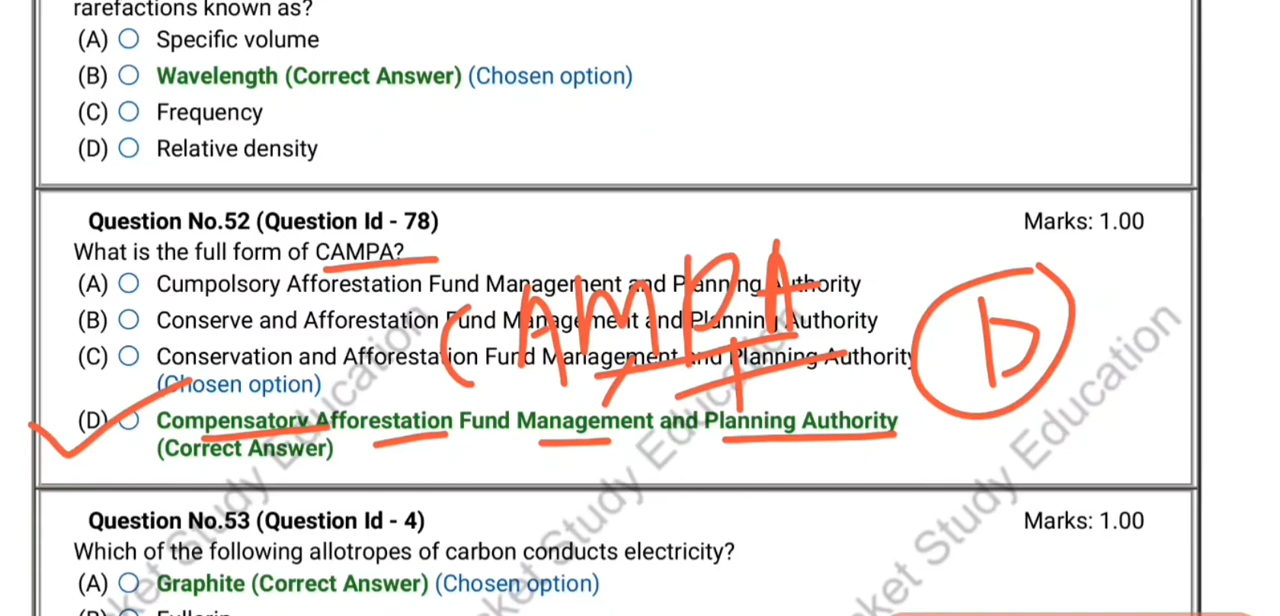 rarefactions known as?
(A) Specific volume
(B) Wavelength (Correct Answer) (Chosen option)
(C) Frequency
(D) Relative density
Question No.52 (Question Id - 78) Marks: 1.00
What is the full form of CAMPA?
(A) Cumpolsory Afforestation Fund Management and Planning Authority
(B) Conserve and Afforestation Fund Management and Planning Authority
(C) Conservation and Afforestation Fund Management and Planning Authority
(Chosen option)
(D) Compensatory Afforestation Fund Management and Planning Authority
(Correct Answer)
CAMPA
D
Question No.53 (Question Id - 4) Marks: 1.00
Which of the following allotropes of carbon conducts electricity?
(A) Graphite (Correct Answer) (Chosen option)
Study Education
ket Study Education
ket Study Education